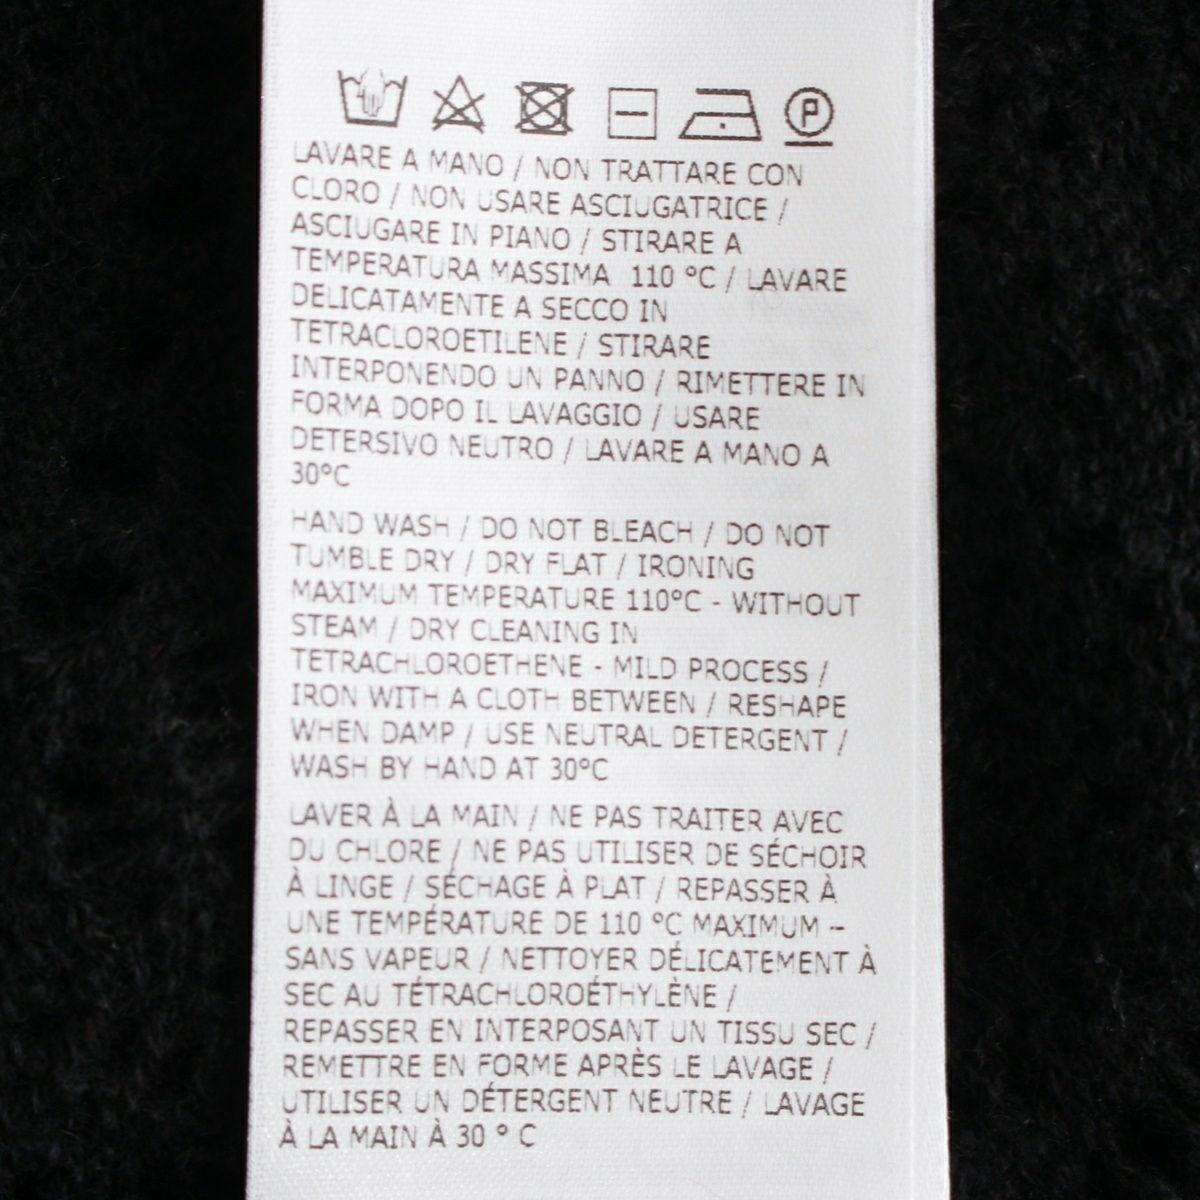 P
LAVARE A MANO / NON TRATTARE CON
CLORO / NON USARE ASCIUGATRICE /
ASCIUGARE IN PIANO / STIRARE A
TEMPERATURA MASSIMA 110 °C / LAVARE
DELICATAMENTE A SECCO IN
TETRACLOROETILENE / STIRARE
INTERPONENDO UN PANNO / RIMETTERE IN
FORMA DOPO IL LAVAGGIO / USARE
DETERSIVO NEUTRO / LAVARE A MANO A
30°C
HAND WASH / DO NOT BLEACH / DO NOT
TUMBLE DRY / DRY FLAT / IRONING
MAXIMUM TEMPERATURE 110°C - WITHOUT
STEAM / DRY CLEANING IN
TETRACHLOROETHENE - MILD PROCESS /
IRON WITH A CLOTH BETWEEN / RESHAPE
WHEN DAMP / USE NEUTRAL DETERGENT /
WASH BY HAND AT 30°C
LAVER À LA MAIN / NE PAS TRAITER AVEC
DU CHLORE / NE PAS UTILISER DE SÉCHOIR
À LINGE / SÉCHAGE À PLAT / REPASSER À
UNE TEMPÉRATURE DE 110 °C MAXIMUM –
SANS VAPEUR / NETTOYER DÉLICATEMENT À
SEC AU TÉTRACHLOROÉTHYLÈNE /
REPASSER EN INTERPOSANT UN TISSU SEC /
REMETTRE EN FORME APRÈS LE LAVAGE /
UTILISER UN DÉTERGENT NEUTRE / LAVAGE
À LA MAIN À 30 ° C